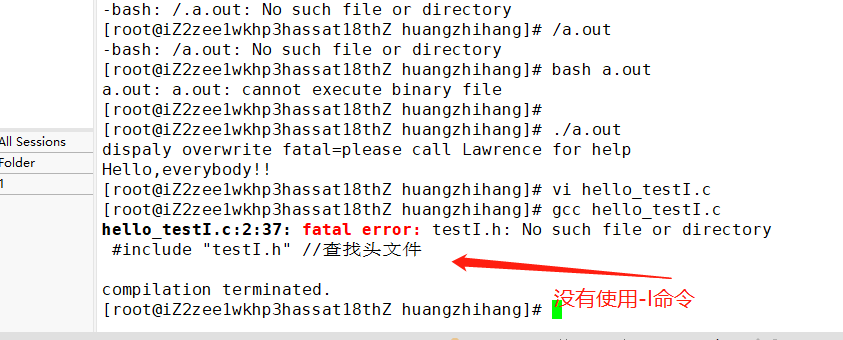 -bash: /.a.out: No such file or directory
[root@iZ2zee1wkhp3hassat18thZ huangzhihang]# /a.out
-bash: /a.out: No such file or directory
[root@iZ2zee1wkhp3hassat18thZ huangzhihang]# bash a.out
a.out: a.out: cannot execute binary file
[root@iZ2zee1wkhp3hassat18thZ huangzhihang]#
[root@iZ2zee1wkhp3hassat18thZ huangzhihang]# ./a.out
All Sessions
dispaly overwrite fatal=please call Lawrence for help
Folder
Hello,everybody!!
1
[root@iZ2zee1wkhp3hassat18thZ huangzhihang]# vi hello_testI.c
[root@iZ2zee1wkhp3hassat18thZ huangzhihang]# gcc hello_testI.c
hello_testI.c:2:37: fatal error: testI.h: No such file or directory
#include "testI.h" //查找头文件
compilation terminated.
[root@iZ2zee1wkhp3hassat18thZ huangzhihang]#
没有使用-I命令